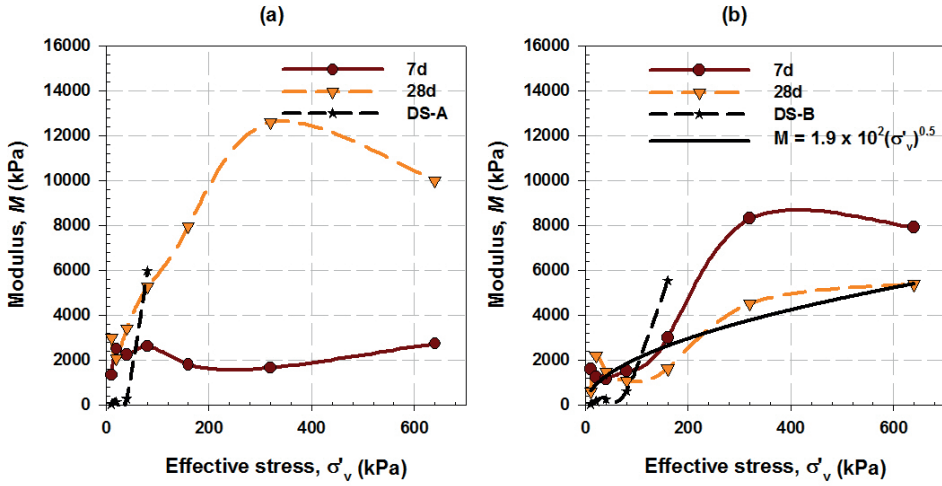 (a)
16000
14000
12000
10000
8000
6000
4000
2000
0
0 200 400 600
Modulus, M (kPa)
Effective stress, σ'v (kPa)
7d
28d
DS-A
(b)
16000
14000
12000
10000
8000
6000
4000
2000
0
0 200 400 600
Modulus, M (kPa)
Effective stress, σ'v (kPa)
7d
28d
DS-B
M = 1.9 x 10²(σ'v)⁰·⁵